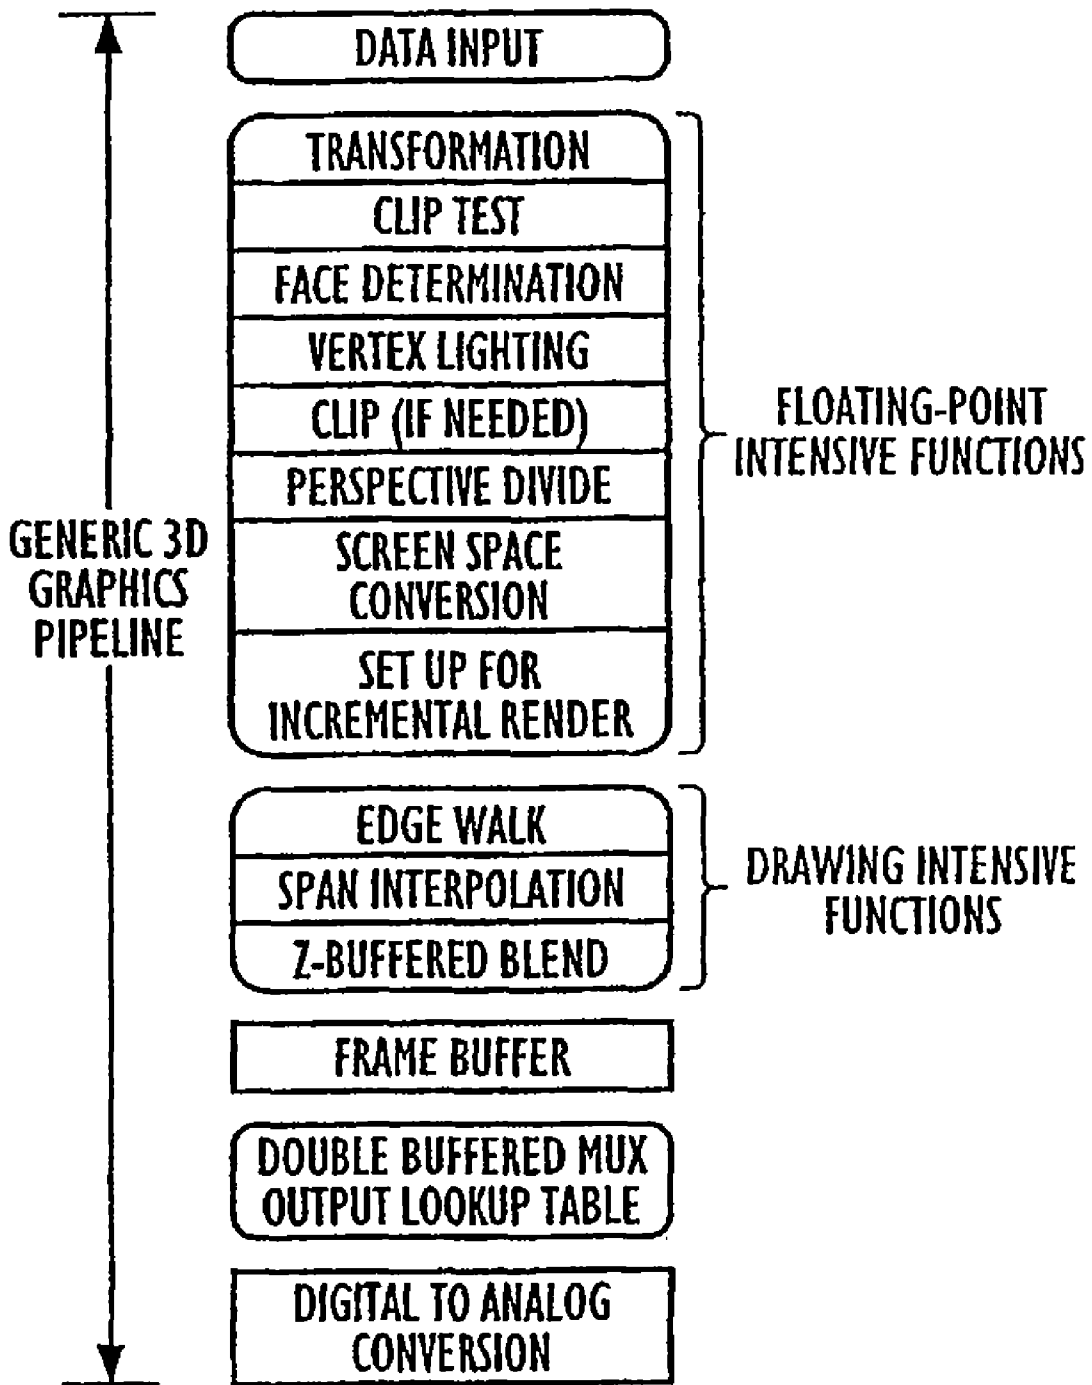 DATA INPUT
TRANSFORMATION
CLIP TEST
FACE DETERMINATION
VERTEX LIGHTING
CLIP (IF NEEDED)
PERSPECTIVE DIVIDE
SCREEN SPACE
CONVERSION
SET UP FOR
INCREMENTAL RENDER
FLOATING-POINT
INTENSIVE FUNCTIONS
GENERIC 3D
GRAPHICS
PIPELINE
EDGE WALK
SPAN INTERPOLATION
Z-BUFFERED BLEND
DRAWING INTENSIVE
FUNCTIONS
FRAME BUFFER
DOUBLE BUFFERED MUX
OUTPUT LOOKUP TABLE
DIGITAL TO ANALOG
CONVERSION